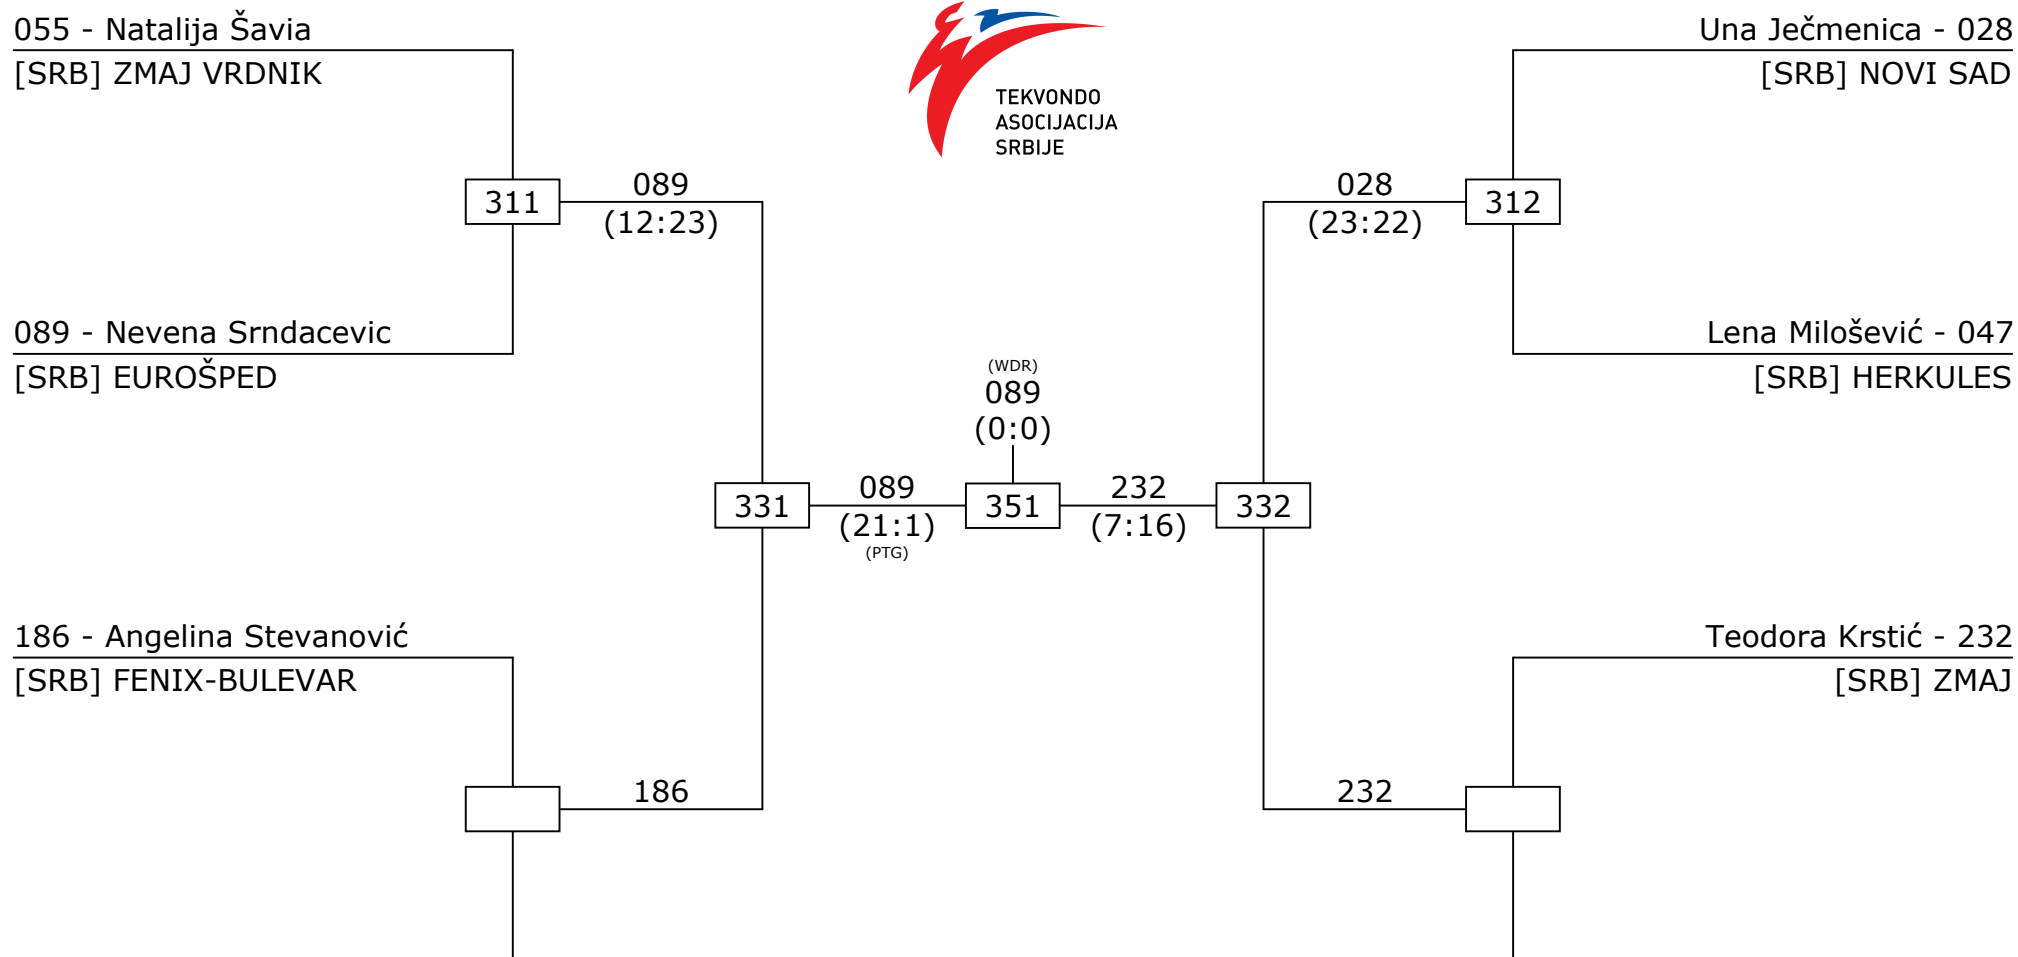 055 - Natalija Šavia
[SRB] ZMAJ VRDNIK
TEKVONDO
ASOCIJACIJA
SRBIJE
Una Ječmenica - 028
[SRB] NOVI SAD
311
089
(12:23)
028
(23:22)
312
089 - Nevena Srndacevic
[SRB] EUROŠPED
Lena Milošević - 047
[SRB] HERKULES
(WDR)
089
(0:0)
331
089
(21:1)
(PTG)
351
232
(7:16)
332
186 - Angelina Stevanović
[SRB] FENIX-BULEVAR
Teodora Krstić - 232
[SRB] ZMAJ
186
232